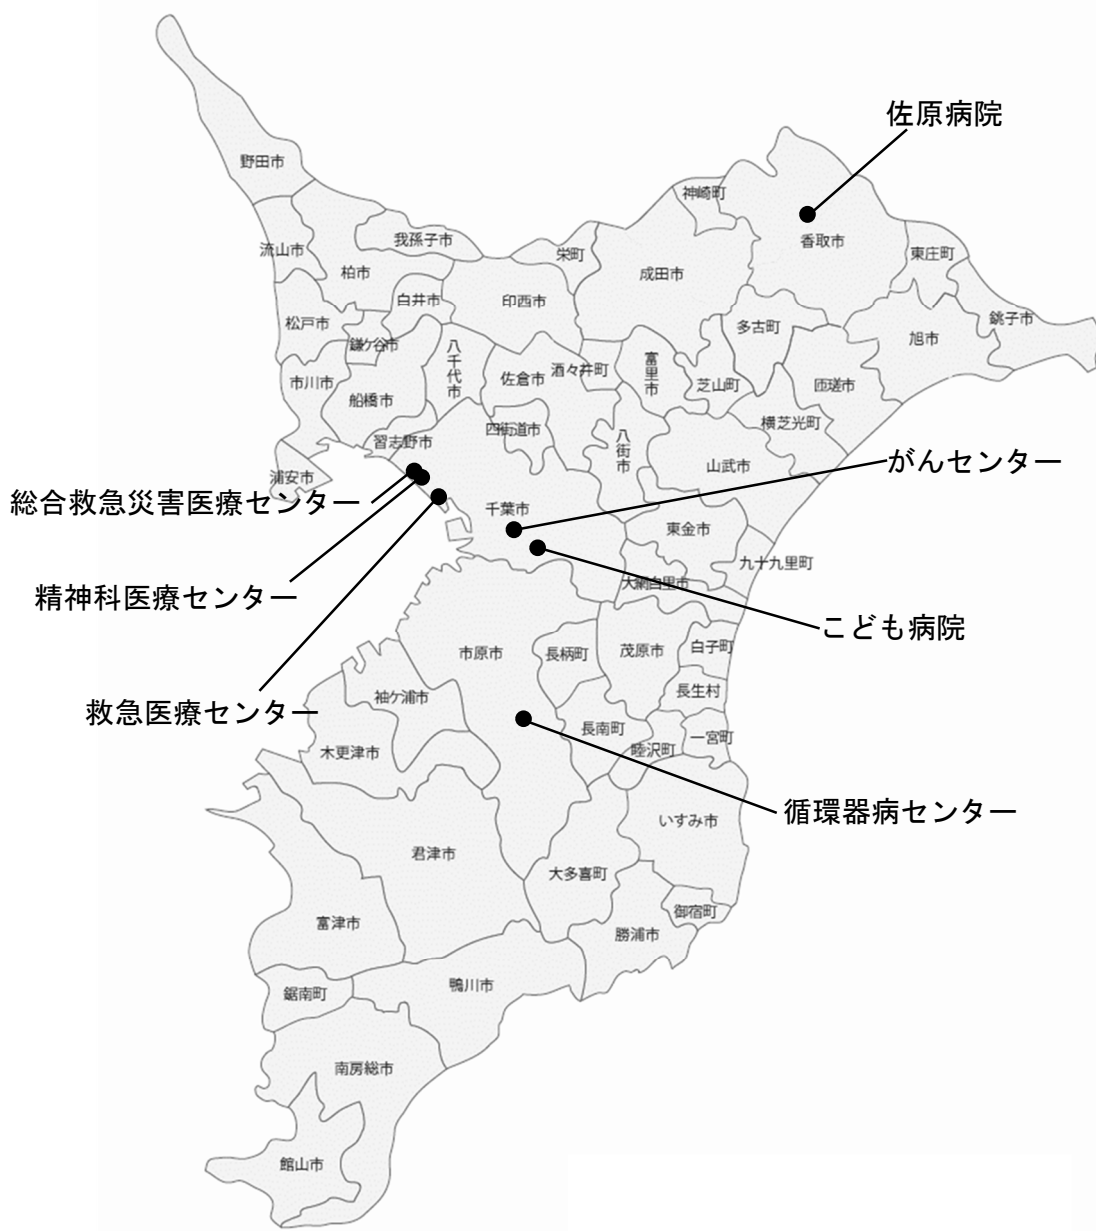 佐原病院
野田市
神崎町
香取市
我孫子市
流山市
栄町
東庄町
柏市
成田市
白井市
印西市
銚子市
松戸市
多古町
旭市
鎌ケ谷市
八千代市
酒々井町
富里市
佐倉市
市川市
芝山町
匝瑳市
船橋市
横芝光町
四街道市
習志野市
八街市
山武市
がんセンター
浦安市
総合救急災害医療センター
千葉市
東金市
九十九里町
大網白里市
精神科医療センター
こども病院
市原市
長柄町
茂原市
白子町
長生村
袖ケ浦市
救急医療センター
長南町
一宮町
睦沢町
木更津市
循環器病センター
いすみ市
君津市
大多喜町
御宿町
富津市
勝浦市
鴨川市
鋸南町
南房総市
館山市